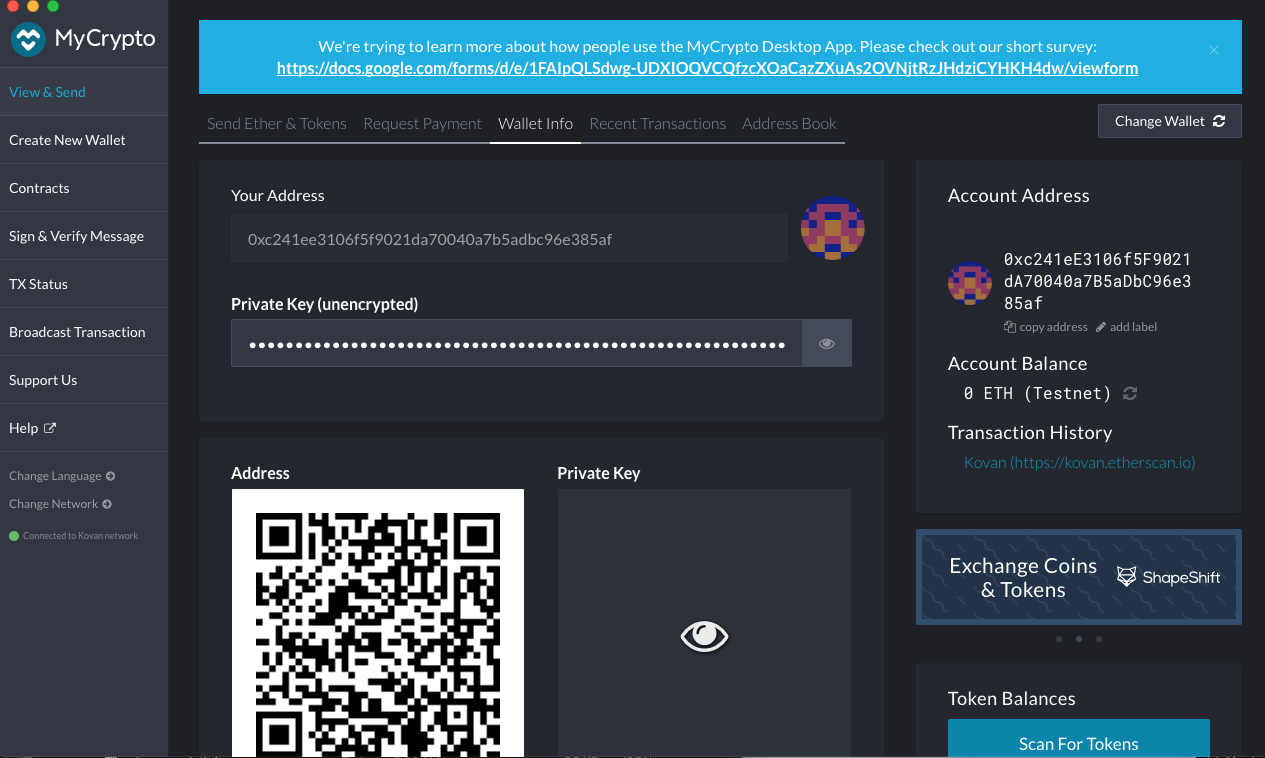 MyCrypto
View & Send
Create New Wallet
Contracts
Sign & Verify Message
TX Status
Broadcast Transaction
Support Us
Help
Change Language
Change Network
Connected to Kovan network
We're trying to learn more about how people use the MyCrypto Desktop App. Please check out our short survey:
https://docs.google.com/forms/d/e/1FAIpQLSdwg-UDXIOQVCQfzcXOaCazZXuAs2OVNjtRzJHdziCYHKH4dw/viewform
×
Send Ether & Tokens Request Payment Wallet Info Recent Transactions Address Book
Change Wallet
Your Address
0xc241ee3106f5f9021da70040a7b5adbc96e385af
Private Key (unencrypted)
Address
Private Key
Account Address
0xc241eE3106f5F9021
dA70040a7B5aDbC96e3
85af
copy address add label
Account Balance
0 ETH (Testnet)
Transaction History
Kovan (https://kovan.etherscan.io)
Exchange Coins
& Tokens
ShapeShift
Token Balances
Scan For Tokens